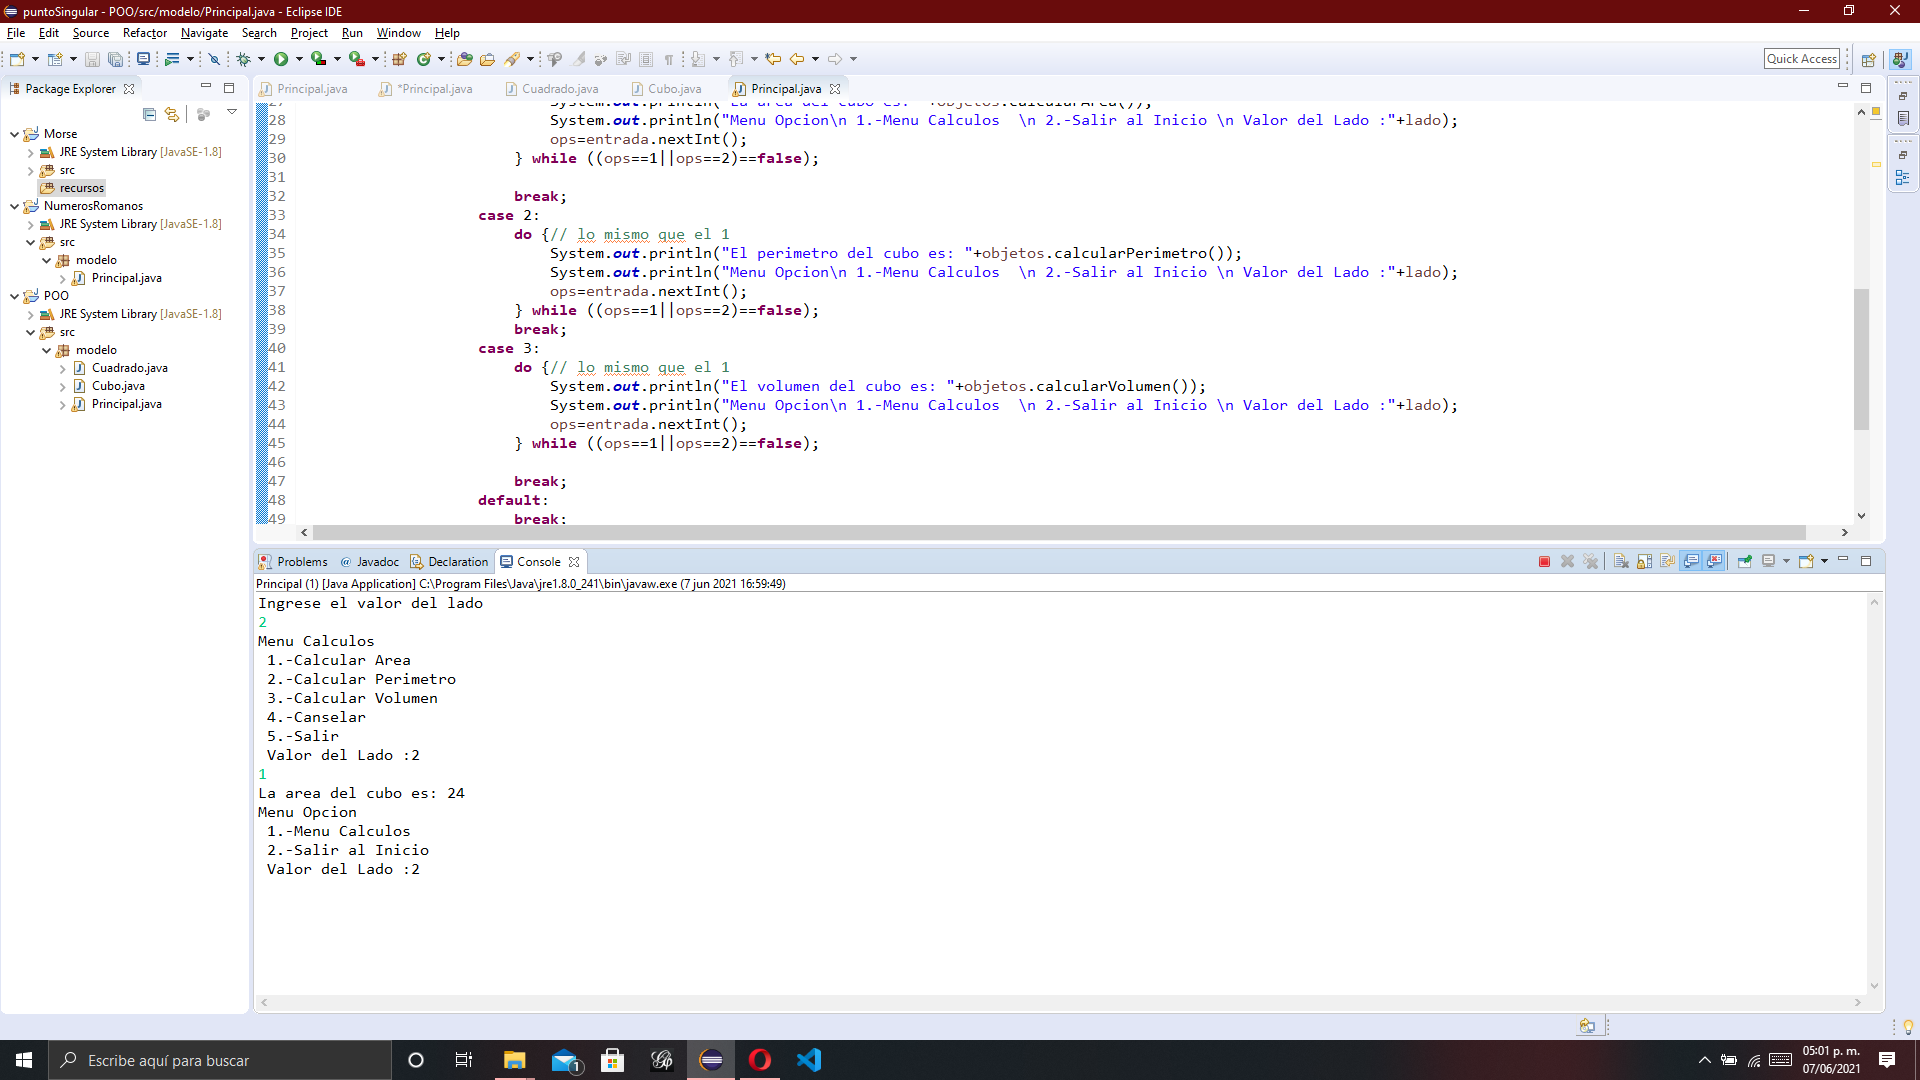 puntoSingular - POO/src/modelo/Principal.java - Eclipse IDE
File Edit Source Refactor Navigate Search Project Run Window Help
Quick Access
Package Explorer
Principal.java *Principal.java Cuadrado.java Cubo.java Principal.java
Morse
JRE System Library [JavaSE-1.8]
src
recursos
NumerosRomanos
JRE System Library [JavaSE-1.8]
src
modelo
Principal.java
POO
JRE System Library [JavaSE-1.8]
src
modelo
Cuadrado.java
Cubo.java
Principal.java
27 System.out.println("La area del cubo es: "+objetos.calcularArea());
28 System.out.println("Menu Opcion\n 1.-Menu Calculos  \n 2.-Salir al Inicio \n Valor del Lado :"+lado);
29 ops=entrada.nextInt();
30 } while ((ops==1||ops==2)==false);
31
32 break;
33 case 2:
34 do {// lo mismo que el 1
35 System.out.println("El perimetro del cubo es: "+objetos.calcularPerimetro());
36 System.out.println("Menu Opcion\n 1.-Menu Calculos  \n 2.-Salir al Inicio \n Valor del Lado :"+lado);
37 ops=entrada.nextInt();
38 } while ((ops==1||ops==2)==false);
39 break;
40 case 3:
41 do {// lo mismo que el 1
42 System.out.println("El volumen del cubo es: "+objetos.calcularVolumen());
43 System.out.println("Menu Opcion\n 1.-Menu Calculos  \n 2.-Salir al Inicio \n Valor del Lado :"+lado);
44 ops=entrada.nextInt();
45 } while ((ops==1||ops==2)==false);
46
47 break;
48 default:
49 break;
Problems @ Javadoc Declaration Console
Principal (1) [Java Application] C:\Program Files\Java\jre1.8.0_241\bin\javaw.exe (7 jun 2021 16:59:49)
Ingrese el valor del lado
2
Menu Calculos
1.-Calcular Area
2.-Calcular Perimetro
3.-Calcular Volumen
4.-Canselar
5.-Salir
Valor del Lado :2
1
La area del cubo es: 24
Menu Opcion
1.-Menu Calculos
2.-Salir al Inicio
Valor del Lado :2
Escribe aquí para buscar
1
05:01 p. m.
07/06/2021